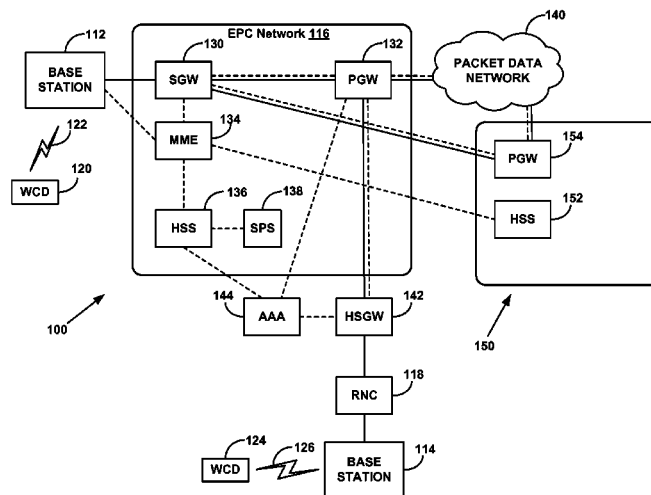 112
EPC Network 116
130
132
140
BASE
STATION
SGW
PGW
PACKET DATA
NETWORK
122
134
154
MME
PGW
120
WCD
136
138
152
HSS
SPS
HSS
144
142
100
AAA
HSGW
150
118
RNC
124
126
114
WCD
BASE
STATION